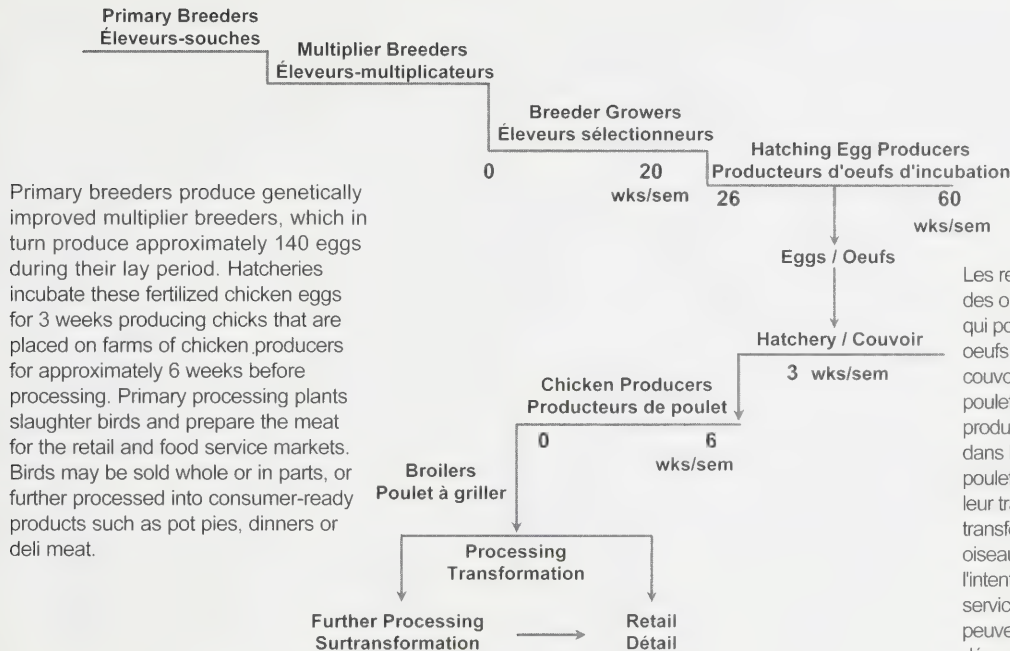 Primary Breeders
Éleveurs-souches
Multiplier Breeders
Éleveurs-multiplicateurs
Breeder Growers
Éleveurs sélectionneurs
0 20
wks/sem
Hatching Egg Producers
Producteurs d'oeufs d'incubation
26 60
wks/sem
Eggs / Oeufs
Hatchery / Couvoir
3 wks/sem
Chicken Producers
Producteurs de poulet
0 6
wks/sem
Broilers
Poulet à griller
Processing
Transformation
Further Processing
Surtransformation
Retail
Détail
Primary breeders produce genetically
improved multiplier breeders, which in
turn produce approximately 140 eggs
during their lay period. Hatcheries
incubate these fertilized chicken eggs
for 3 weeks producing chicks that are
placed on farms of chicken producers
for approximately 6 weeks before
processing. Primary processing plants
slaughter birds and prepare the meat
for the retail and food service markets.
Birds may be sold whole or in parts, or
further processed into consumer-ready
products such as pot pies, dinners or
deli meat.
Les re
des o
qui po
oeufs
couvo
poulet
produ
dans
poulet
leur tra
transf
oiseau
l'inten
servic
peuve